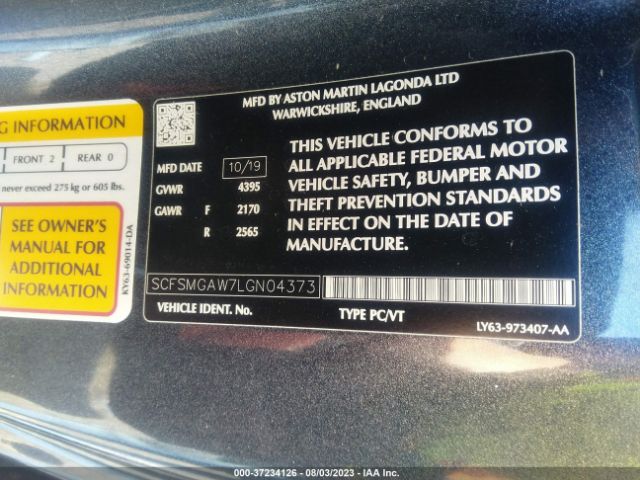 G INFORMATION
FRONT 2 REAR 0
never exceed 275 kg or 605 lbs.
SEE OWNER'S
MANUAL FOR
ADDITIONAL
INFORMATION
KY63-69014-DA
MFD BY ASTON MARTIN LAGONDA LTD
WARWICKSHIRE, ENGLAND
MFD DATE 10/19
GVWR 4395
GAWR F 2170
R 2565
THIS VEHICLE CONFORMS TO
ALL APPLICABLE FEDERAL MOTOR
VEHICLE SAFETY, BUMPER AND
THEFT PREVENTION STANDARDS
IN EFFECT ON THE DATE OF
MANUFACTURE.
SCFSMGAW7LGN04373
VEHICLE IDENT. No.
TYPE PC/VT
LY63-973407-AA
000-37234126 - 08/03/2023 - IAA Inc.